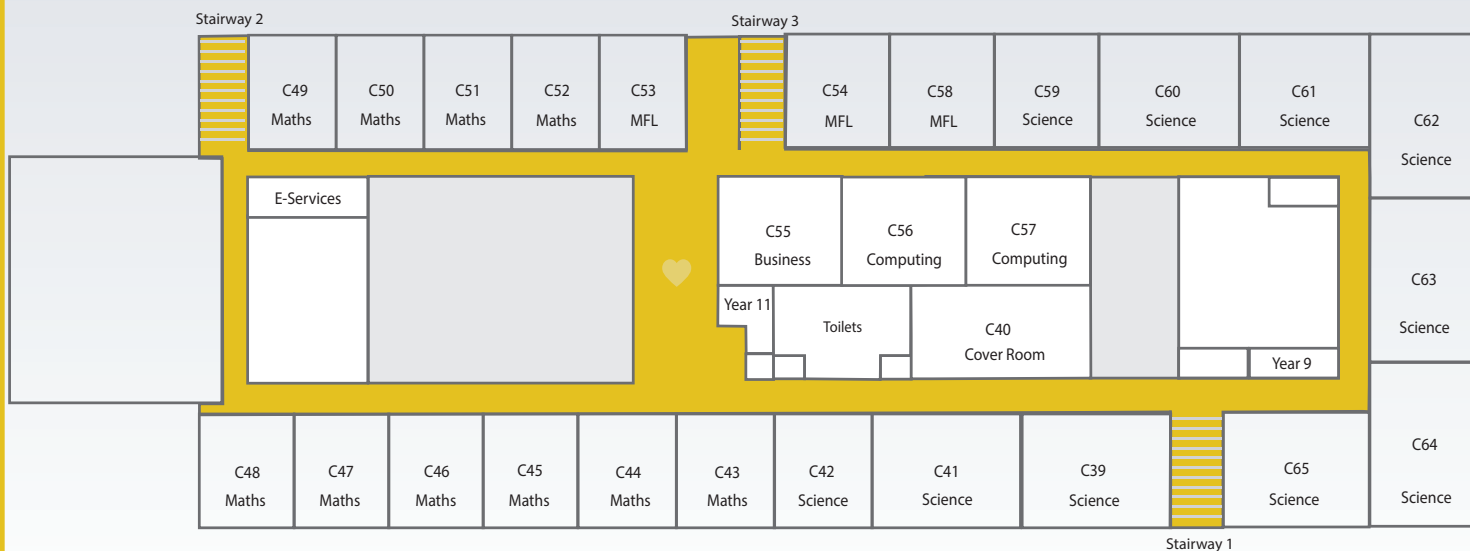 Stairway 2
Stairway 3
C49
Maths
C50
Maths
C51
Maths
C52
Maths
C53
MFL
C54
MFL
C58
MFL
C59
Science
C60
Science
C61
Science
C62
Science
E-Services
C55
Business
C56
Computing
C57
Computing
C63
Science
Year 11
Toilets
C40
Cover Room
Year 9
C48
Maths
C47
Maths
C46
Maths
C45
Maths
C44
Maths
C43
Maths
C42
Science
C41
Science
C39
Science
C65
Science
C64
Science
Stairway 1